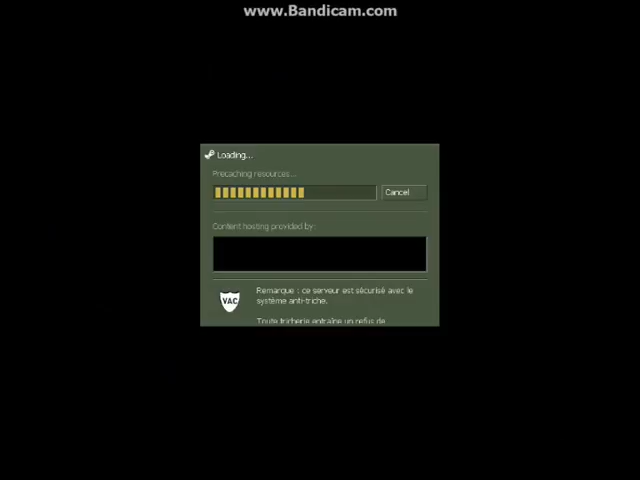 www.Bandicam.com
Loading...
Precaching resources...
Cancel
Content hosting provided by:
VAC
Remarque : ce serveur est sécurisé avec le
système anti-triche.
Toute tricherie entraîne un refus de